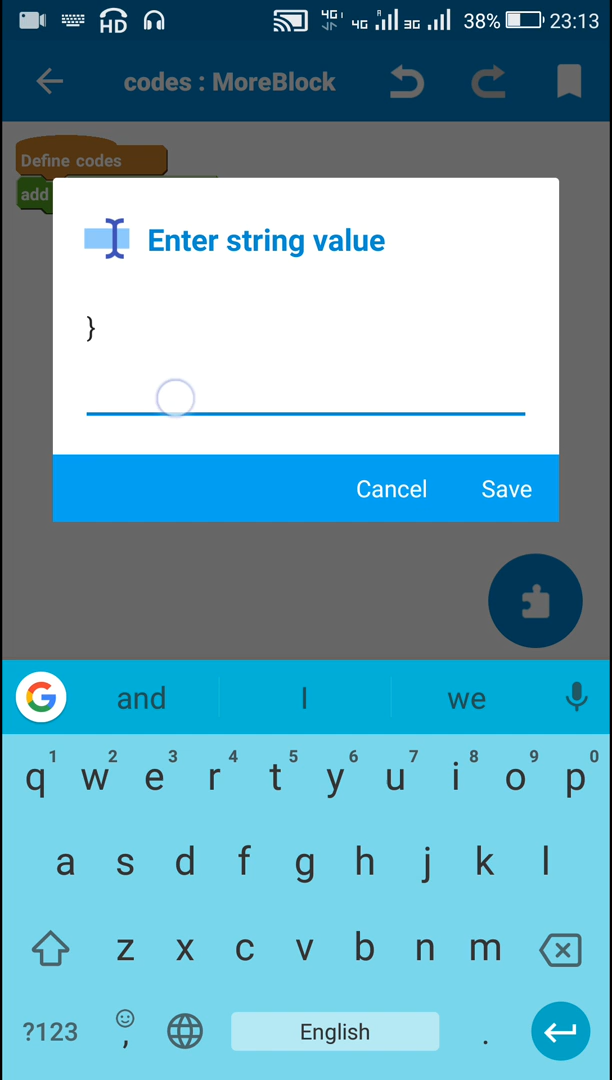 HD 4G 4G R 3G 38% 23:13
codes : MoreBlock
Define codes
add
Enter string value
}
Cancel Save
G and I we
1 2 3 4 5 6 7 8 9 0
q w e r t y u i o p
a s d f g h j k l
z x c v b n m
?123 , English .